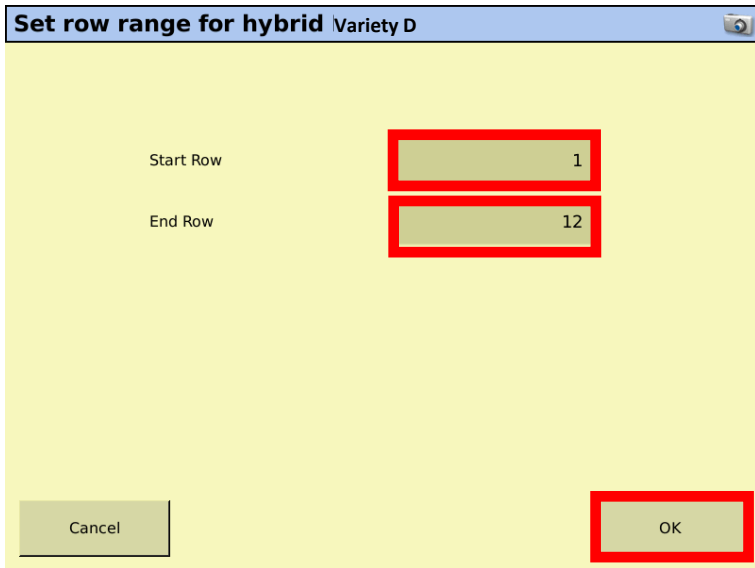 Set row range for hybrid Variety D
Start Row 1
End Row 12
Cancel OK